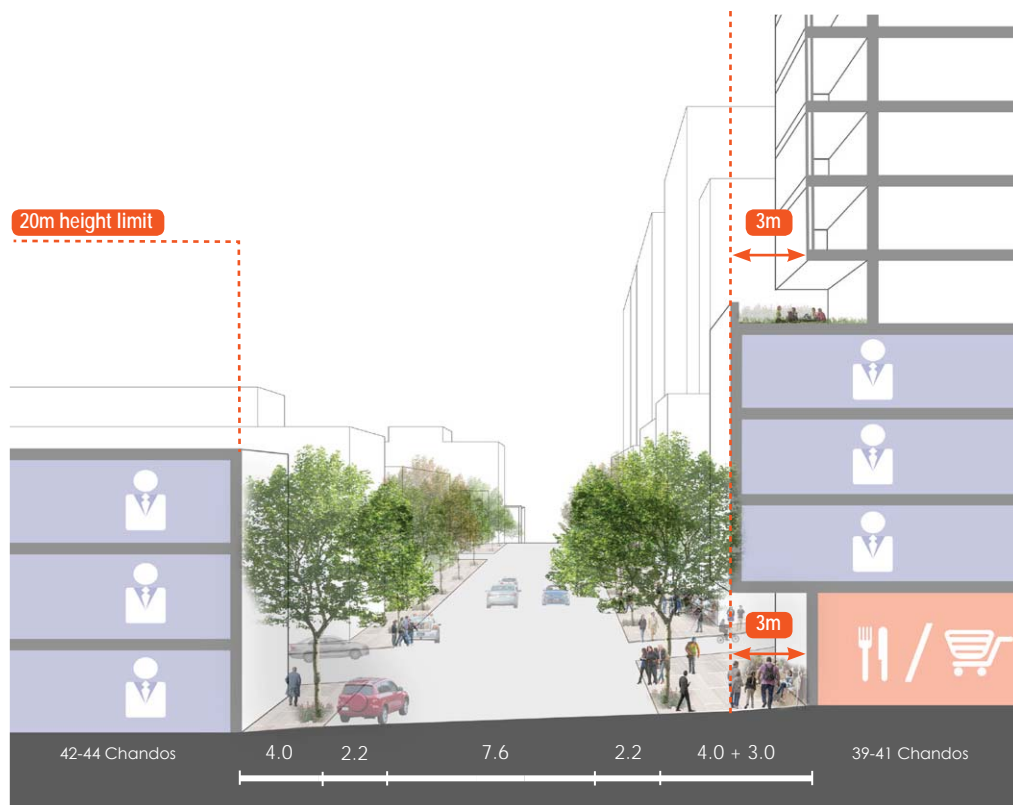 20m height limit
3m
3m
42-44 Chandos
4.0
2.2
7.6
2.2
4.0 + 3.0
39-41 Chandos